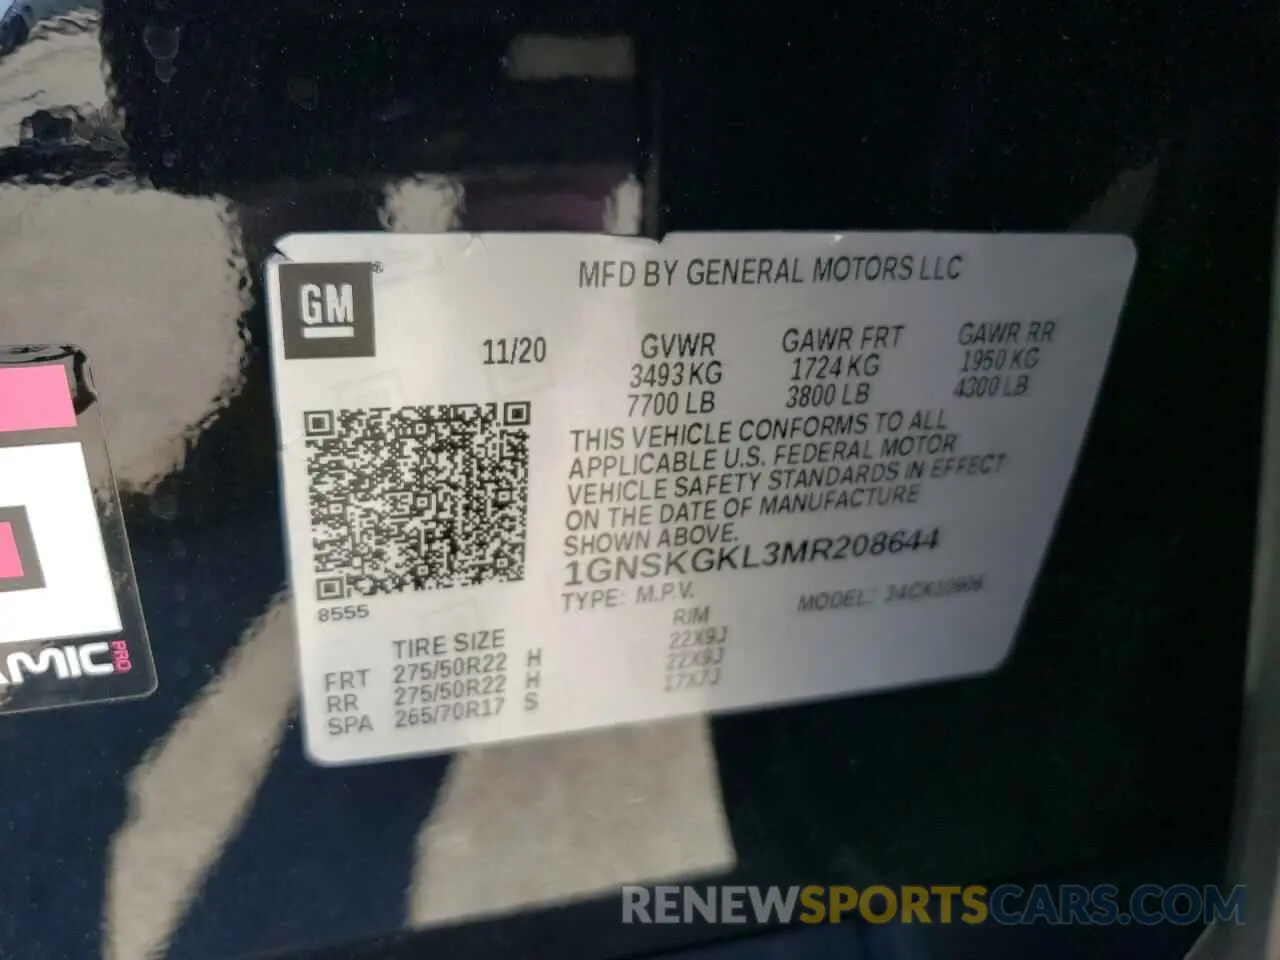 MFD BY GENERAL MOTORS LLC
GM
11/20
GVWR GAWR FRT GAWR RR
3493 KG 1724 KG 1950 KG
7700 LB 3800 LB 4300 LB
THIS VEHICLE CONFORMS TO ALL
APPLICABLE U.S. FEDERAL MOTOR
VEHICLE SAFETY STANDARDS IN EFFECT
ON THE DATE OF MANUFACTURE
SHOWN ABOVE.
1GNSKGKL3MR208644
8555
TYPE: M.P.V. MODEL:
TIRE SIZE RIM
FRT 275/50R22 H 22X9J
RR 275/50R22 H 22X9J
SPA 265/70R17 S 17X7J
AMIC PRO
RENEWSPORTSCARS.COM